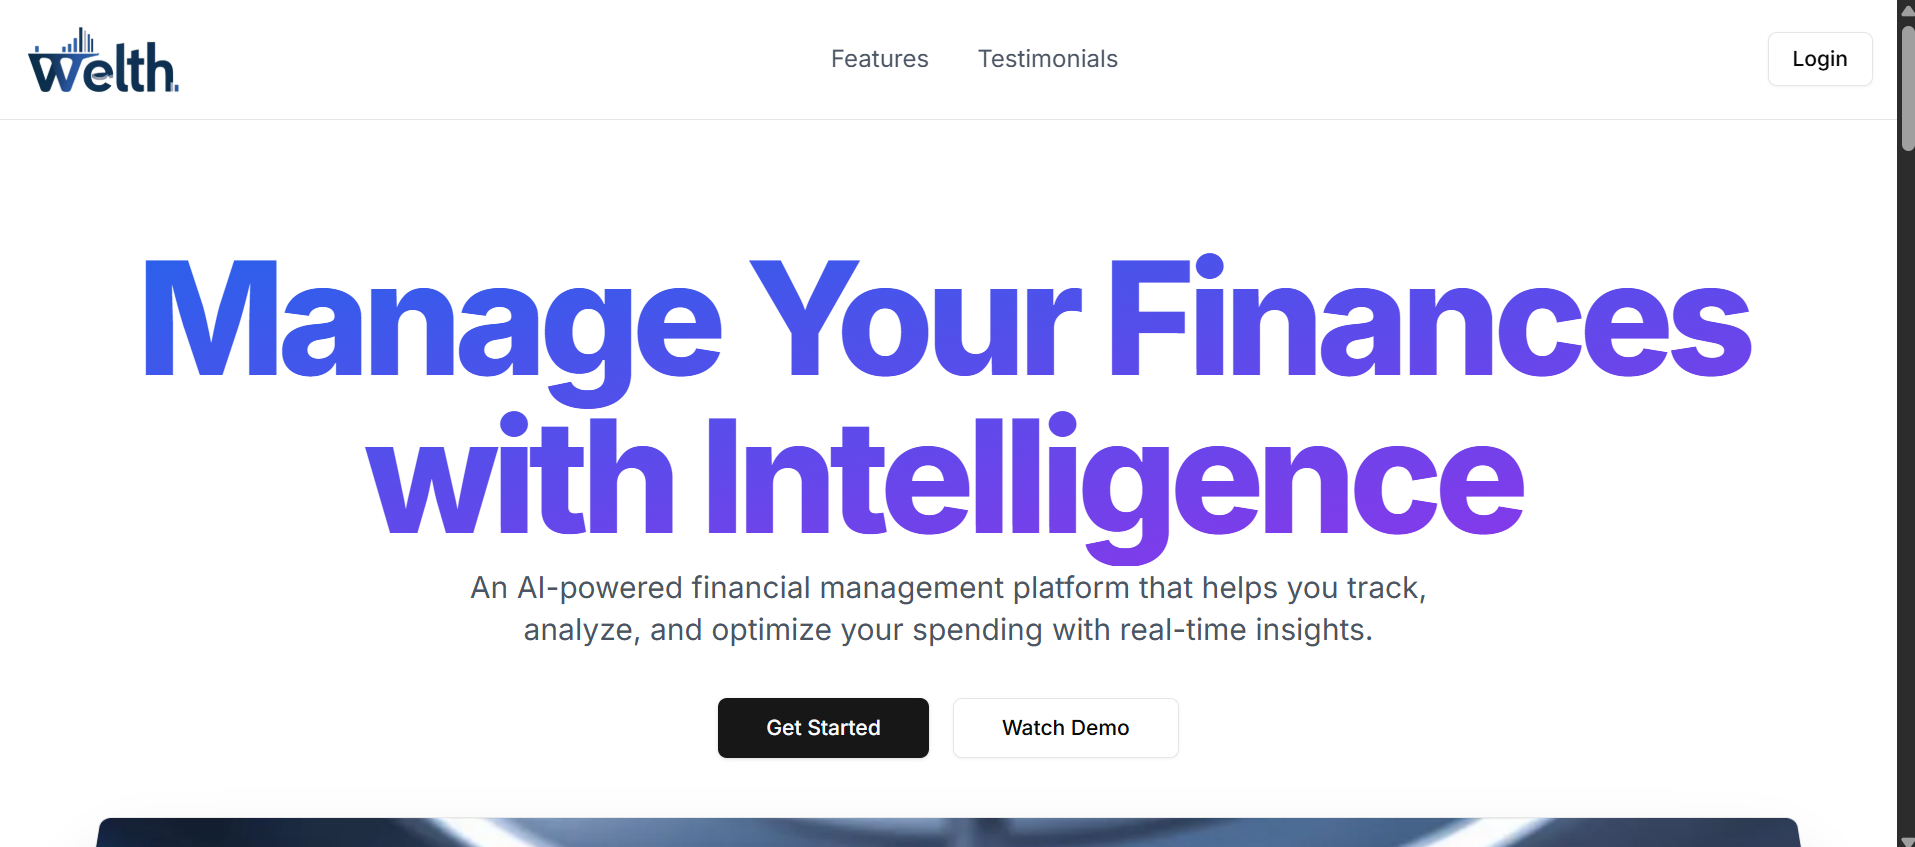 Welth.
Features
Testimonials
Login
Manage Your Finances
with Intelligence
An AI-powered financial management platform that helps you track,
analyze, and optimize your spending with real-time insights.
Get Started
Watch Demo